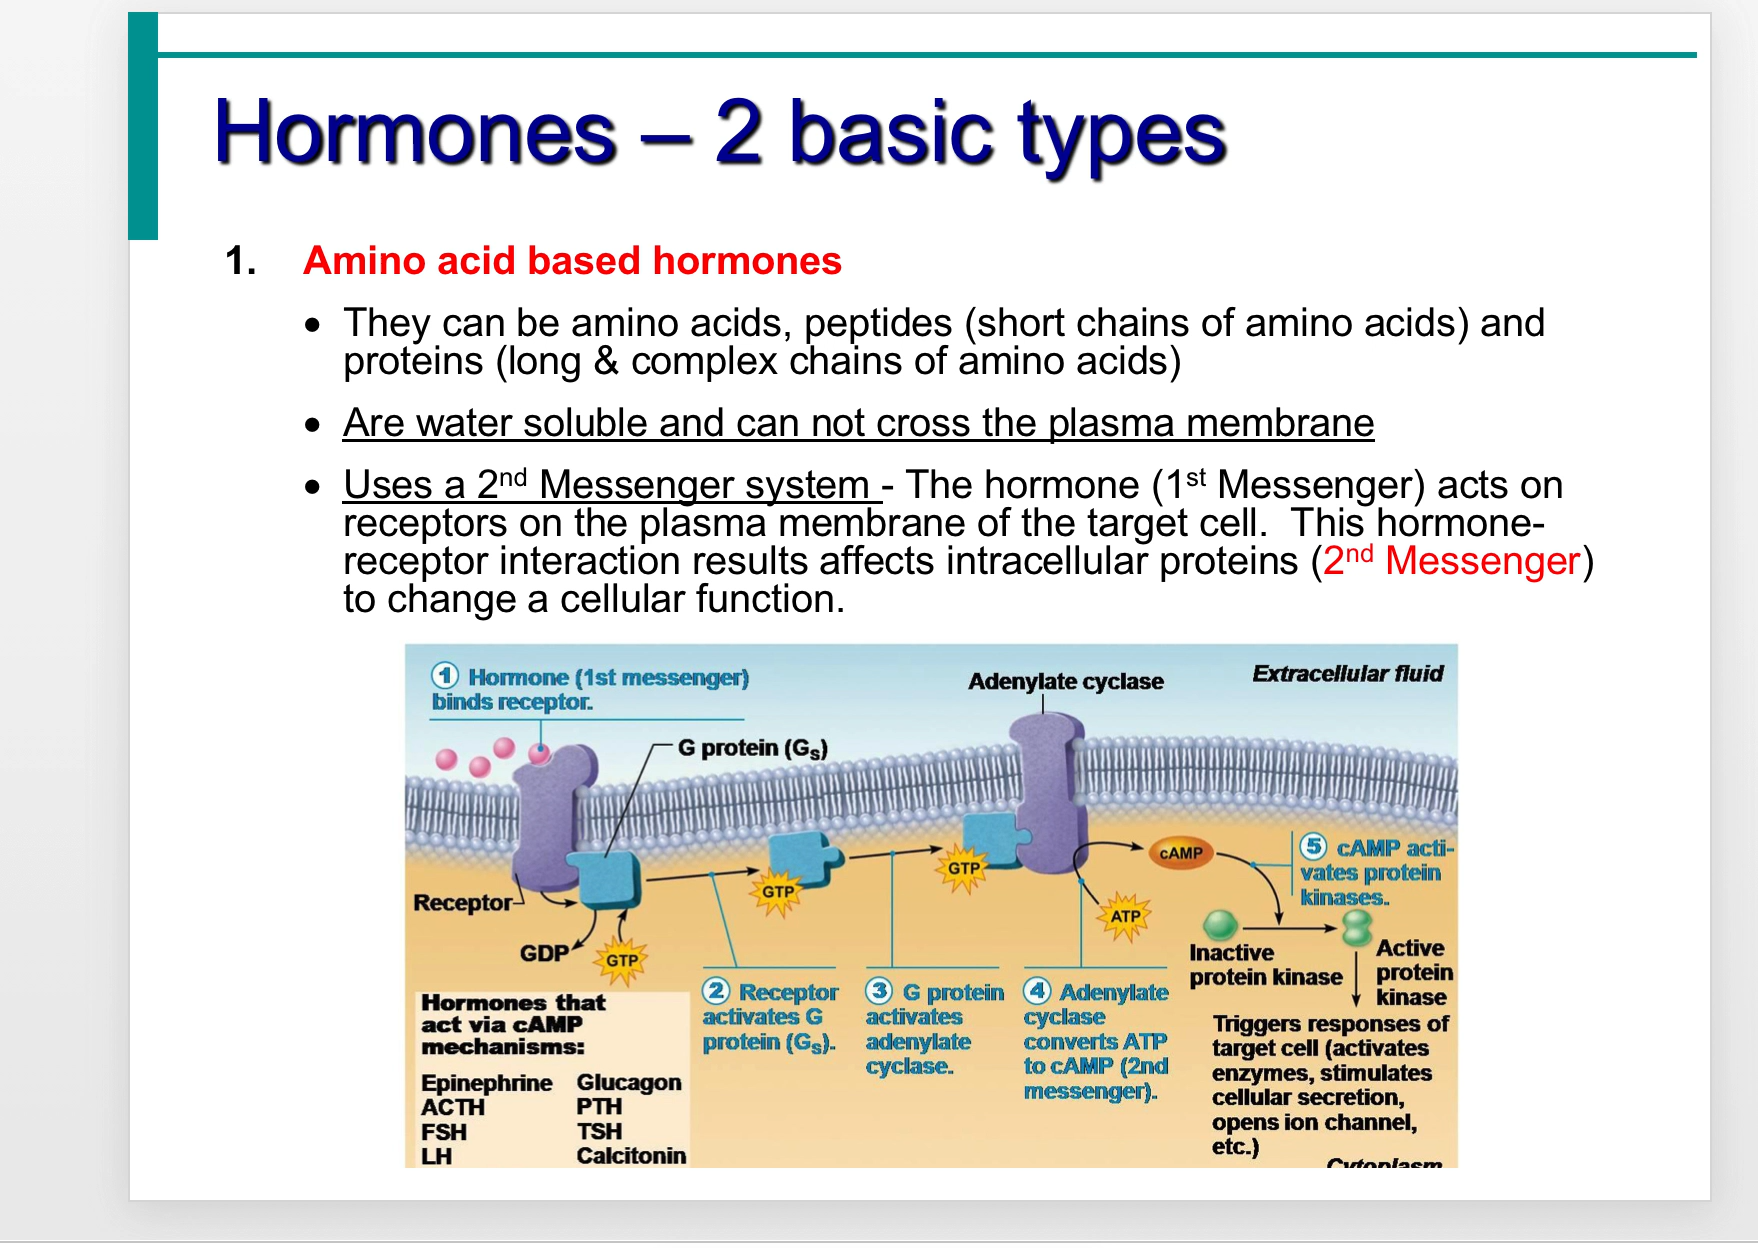 Hormones – 2 basic types
1. Amino acid based hormones
• They can be amino acids, peptides (short chains of amino acids) and
proteins (long & complex chains of amino acids)
• Are water soluble and can not cross the plasma membrane
• Uses a 2nd Messenger system - The hormone (1st Messenger) acts on
receptors on the plasma membrane of the target cell. This hormone-
receptor interaction results affects intracellular proteins (2nd Messenger)
to change a cellular function.
1 Hormone (1st messenger)
binds receptor.
Adenylate cyclase
Extracellular fluid
G protein (Gs)
Receptor
GDP
GTP
GTP
GTP
ATP
cAMP
5 cAMP acti-
vates protein
kinases.
Inactive
protein kinase
Active
protein
kinase
2 Receptor
activates G
protein (Gs).
3 G protein
activates
adenylate
cyclase.
4 Adenylate
cyclase
converts ATP
to cAMP (2nd
messenger).
Triggers responses of
target cell (activates
enzymes, stimulates
cellular secretion,
opens ion channel,
etc.)
Cytoplasm
Hormones that
act via cAMP
mechanisms:
Epinephrine Glucagon
ACTH PTH
FSH TSH
LH Calcitonin